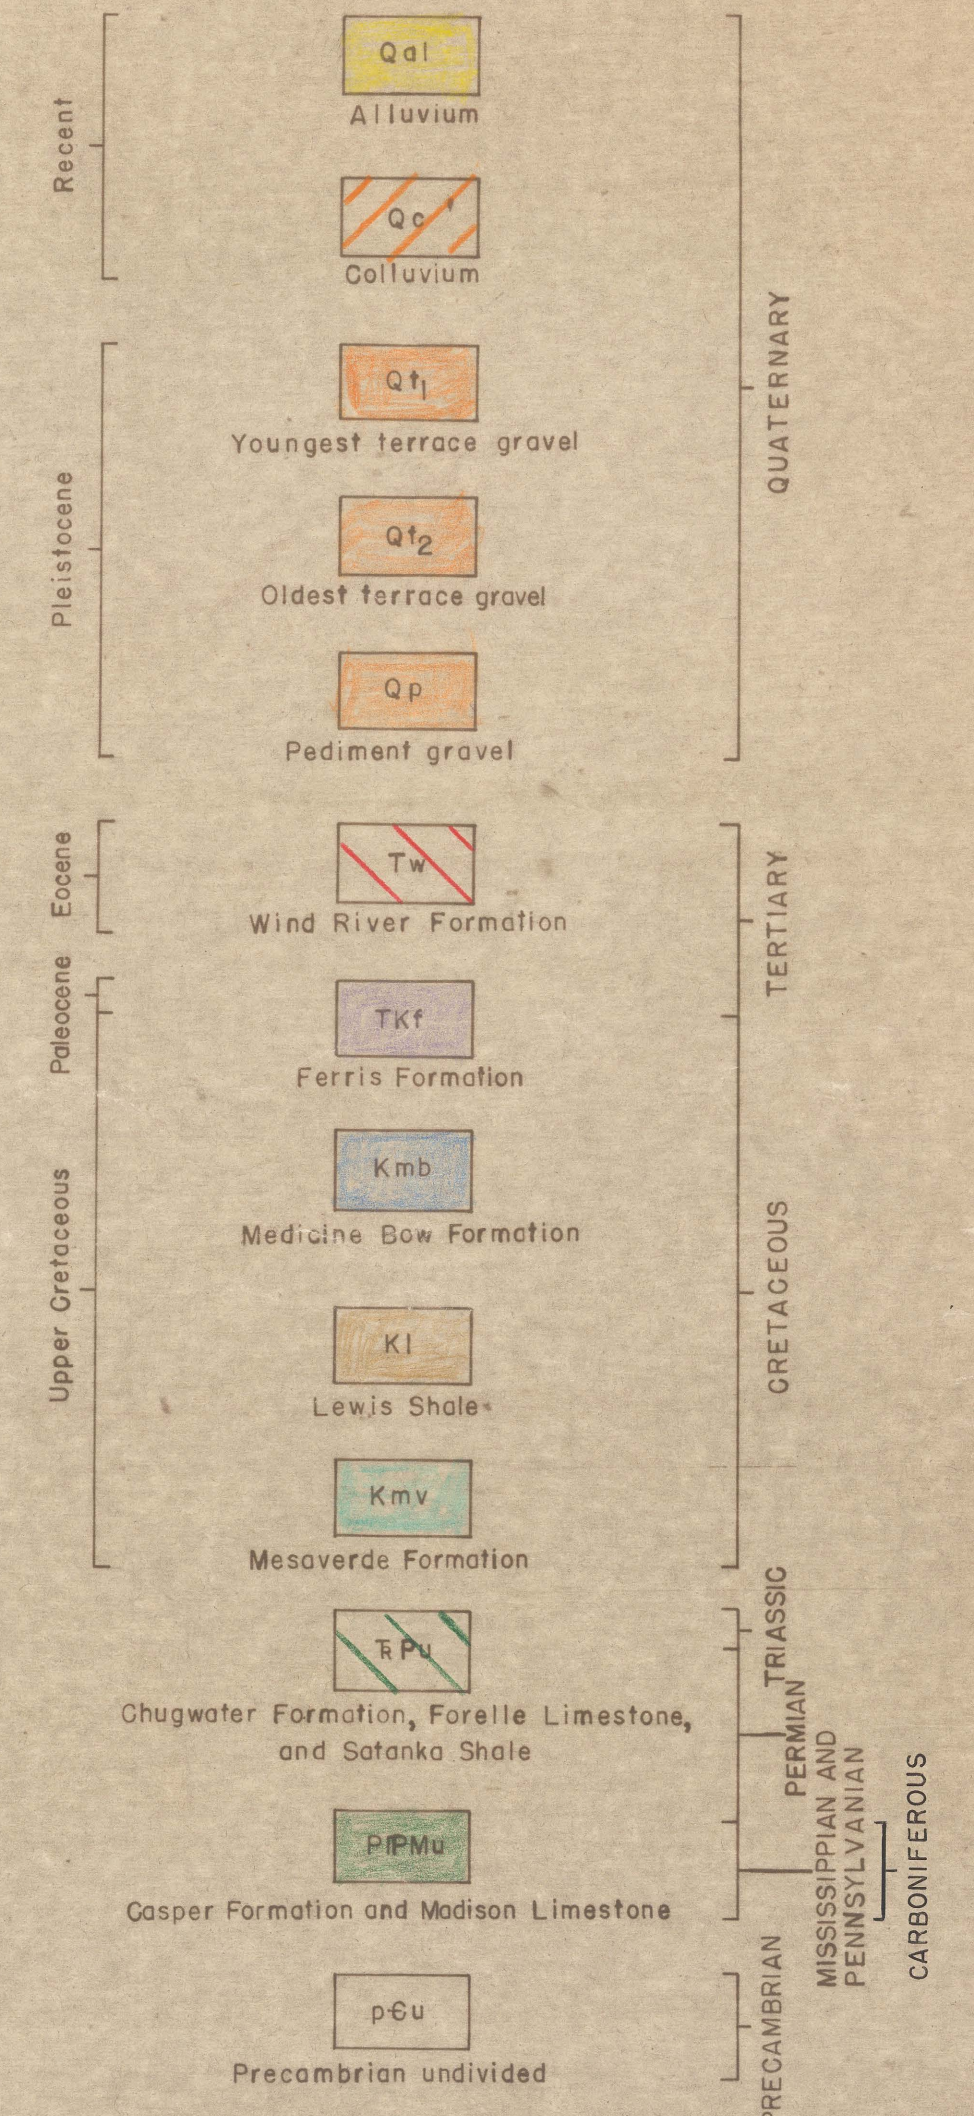 Qal
Alluvium
Qc
Colluvium
Recent
Qt1
Youngest terrace gravel
Qt2
Oldest terrace gravel
Qp
Pediment gravel
Pleistocene
QUATERNARY
Tw
Wind River Formation
Eocene
TKf
Ferris Formation
Paleocene
TERTIARY
Kmb
Medicine Bow Formation
Kl
Lewis Shale
Kmv
Mesaverde Formation
Upper Cretaceous
CRETACEOUS
TRPu
Chugwater Formation, Forelle Limestone,
and Satanka Shale
TRIASSIC
PERMIAN
PIPMu
Casper Formation and Madison Limestone
MISSISSIPPIAN AND
PENNSYLVANIAN
CARBONIFEROUS
p-Єu
Precambrian undivided
PRECAMBRIAN